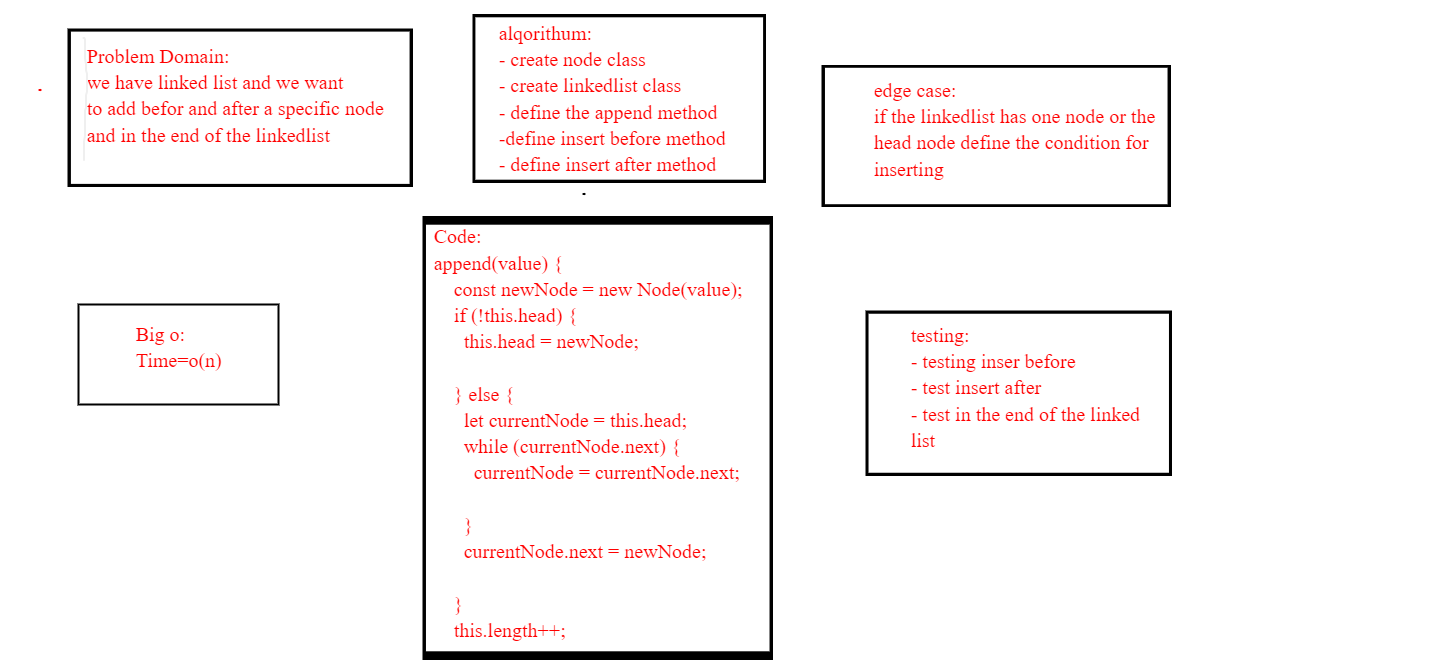 Problem Domain:
we have linked list and we want
to add befor and after a specific node
and in the end of the linkedlist
alqorithum:
- create node class
- create linkedlist class
- define the append method
-define insert before method
- define insert after method
edge case:
if the linkedlist has one node or the
head node define the condition for
inserting
Big o:
Time=o(n)
Code:
append(value) {
const newNode = new Node(value);
if (!this.head) {
this.head = newNode;
} else {
let currentNode = this.head;
while (currentNode.next) {
currentNode = currentNode.next;
}
currentNode.next = newNode;
}
this.length++;
testing:
- testing inser before
- test insert after
- test in the end of the linked
list